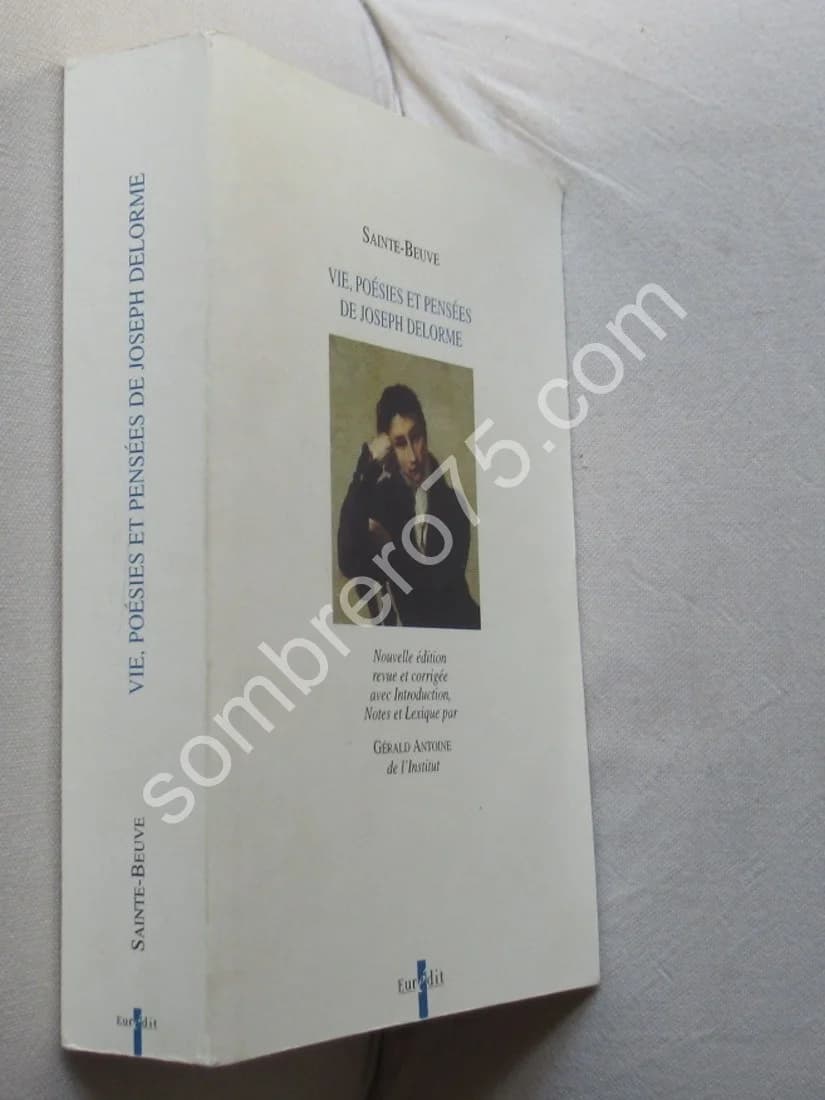 SAINTE-BEUVE
VIE, POÉSIES ET PENSÉES
DE JOSEPH DELORME
Nouvelle édition
revue et corrigée
avec Introduction,
Notes et Lexique par
GÉRALD ANTOINE
de l'Institut
Eurédit
SAINTE-BEUVE VIE, POÉSIES ET PENSÉES DE JOSEPH DELORME
Eurédit
sombrero75.com